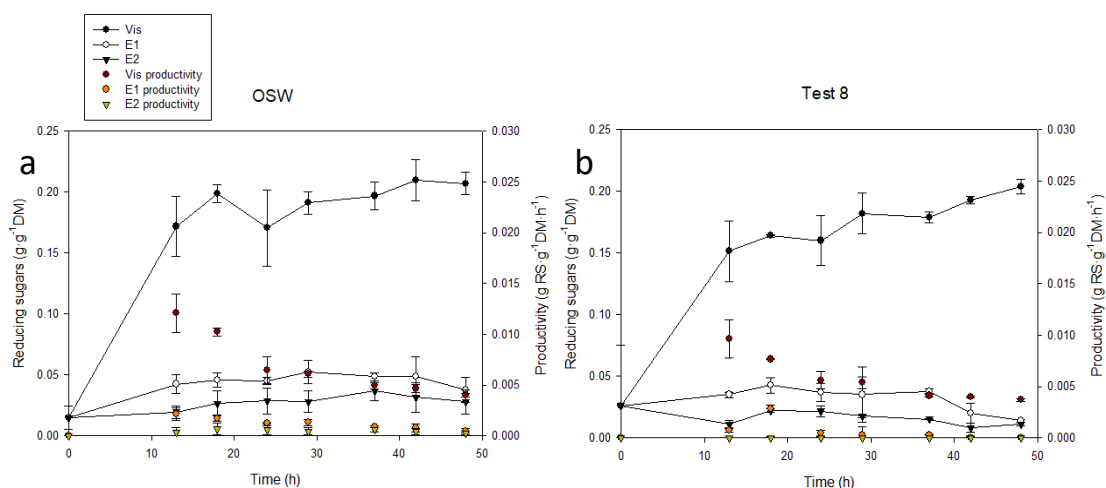 Vis
E1
E2
Vis productivity
E1 productivity
E2 productivity
OSW
a
0.25
0.20
0.15
0.10
0.05
0.00
Reducing sugars (g·g⁻¹DM)
0.030
0.025
0.020
0.015
0.010
0.005
0.000
Productivity (g RS·g⁻¹DM·h⁻¹)
0 10 20 30 40 50
Time (h)
Test 8
b
0.25
0.20
0.15
0.10
0.05
0.00
Reducing sugars (g·g⁻¹DM)
0.030
0.025
0.020
0.015
0.010
0.005
0.000
Productivity (g RS·g⁻¹DM·h⁻¹)
0 10 20 30 40 50
Time (h)